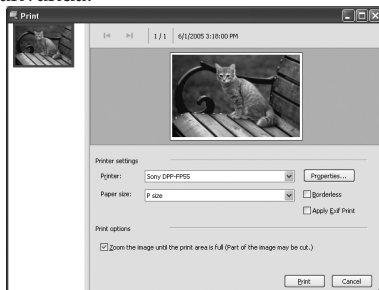 Print
1 / 1 6/1/2005 3:18:00 PM
Printer settings
Printer: Sony DPP-FP55 Properties...
Paper size: P size Borderless
Apply Exif Print
Print options
Zoom the image until the print area is full (Part of the image may be cut.)
Print Cancel